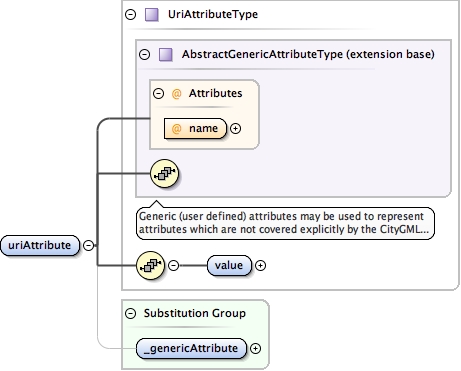 UriAttributeType
AbstractGenericAttributeType (extension base)
@ Attributes
@ name
Generic (user defined) attributes may be used to represent
attributes which are not covered explicitly by the CityGML...
uriAttribute
value
Substitution Group
_genericAttribute